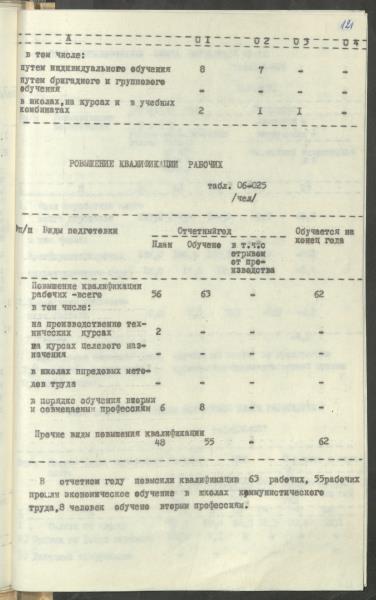 121
А 01 02 03 04
в том числе:
путем индивидуального обучения 8 7 - -
путем бригадного и группового
обучения - - - -
в школах, на курсах и в учебных
комбинатах 2 1 1 -
РОВЫШЕНИЕ КВАЛИФИКАЦИИ РАБОЧИХ
табл. 06-025
/чел/
Пп/п Виды подготовки Отчетныйгод Обучается на
План Обучено в т.ч.с конец года
отрывом
от про-
изводства
Повышение квалификации
рабочих -всего 56 63 - 62
в том числе:
на производственно тех-
нических курсах 2 - - -
на курсах целевого наз-
начения - - - -
в школах передовых мето-
дов труда - - - -
в порядке обучения вторым
и совмещаемым профессиям 6 8 - -
Прочие виды повышения квалификации
48 55 - 62
В отчетном году повысили квалификацию 63 рабочих, 55рабочих
прошли экономическое обучение в школах коммунистического
труда,8 человек обучено вторым профессиям.